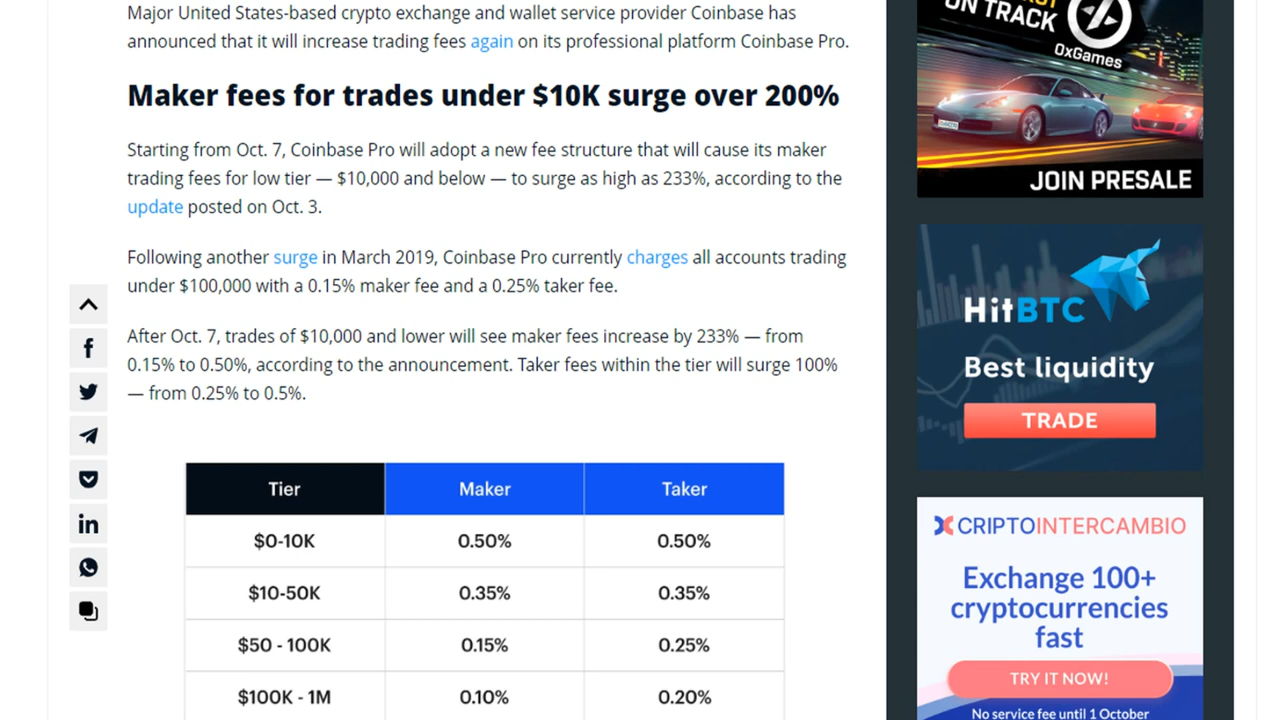 Major United States-based crypto exchange and wallet service provider Coinbase has
announced that it will increase trading fees again on its professional platform Coinbase Pro.
Maker fees for trades under $10K surge over 200%
Starting from Oct. 7, Coinbase Pro will adopt a new fee structure that will cause its maker
trading fees for low tier — $10,000 and below — to surge as high as 233%, according to the
update posted on Oct. 3.
Following another surge in March 2019, Coinbase Pro currently charges all accounts trading
under $100,000 with a 0.15% maker fee and a 0.25% taker fee.
After Oct. 7, trades of $10,000 and lower will see maker fees increase by 233% — from
0.15% to 0.50%, according to the announcement. Taker fees within the tier will surge 100%
— from 0.25% to 0.5%.
Tier Maker Taker
$0-10K 0.50% 0.50%
$10-50K 0.35% 0.35%
$50 - 100K 0.15% 0.25%
$100K - 1M 0.10% 0.20%
ON TRACK
0xGames
JOIN PRESALE
HitBTC
Best liquidity
TRADE
CRIPTOINTERCAMBIO
Exchange 100+
cryptocurrencies
fast
TRY IT NOW!
No service fee until 1 October